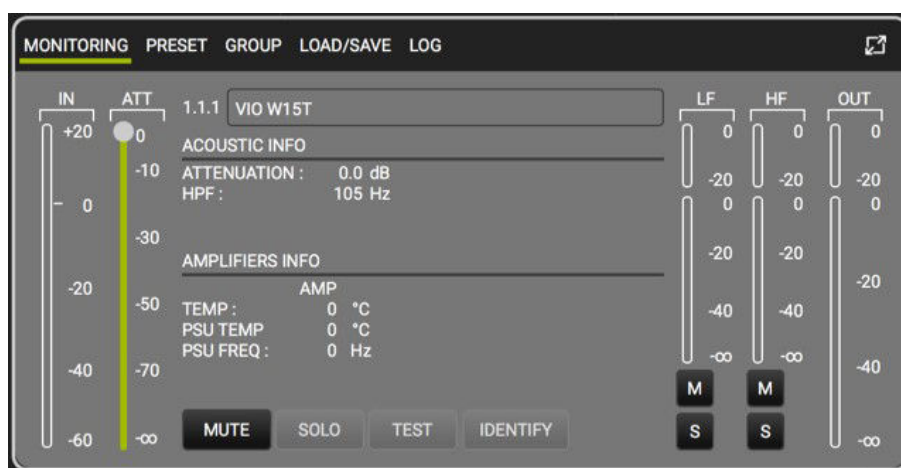 MONITORING PRESET GROUP LOAD/SAVE LOG
IN ATT LF HF OUT
1.1.1 VIO W15T
+20
0
-20
-40
-60
0
-10
-30
-50
-70
-∞
ACOUSTIC INFO
ATTENUATION : 0.0 dB
HPF : 105 Hz
AMPLIFIERS INFO
AMP
TEMP : 0 °C
PSU TEMP 0 °C
PSU FREQ : 0 Hz
MUTE SOLO TEST IDENTIFY
0
-20
0
-20
-40
-∞
M
S
0
-20
0
-20
-40
-∞
M
S
0
-20
0
-20
-40
-∞